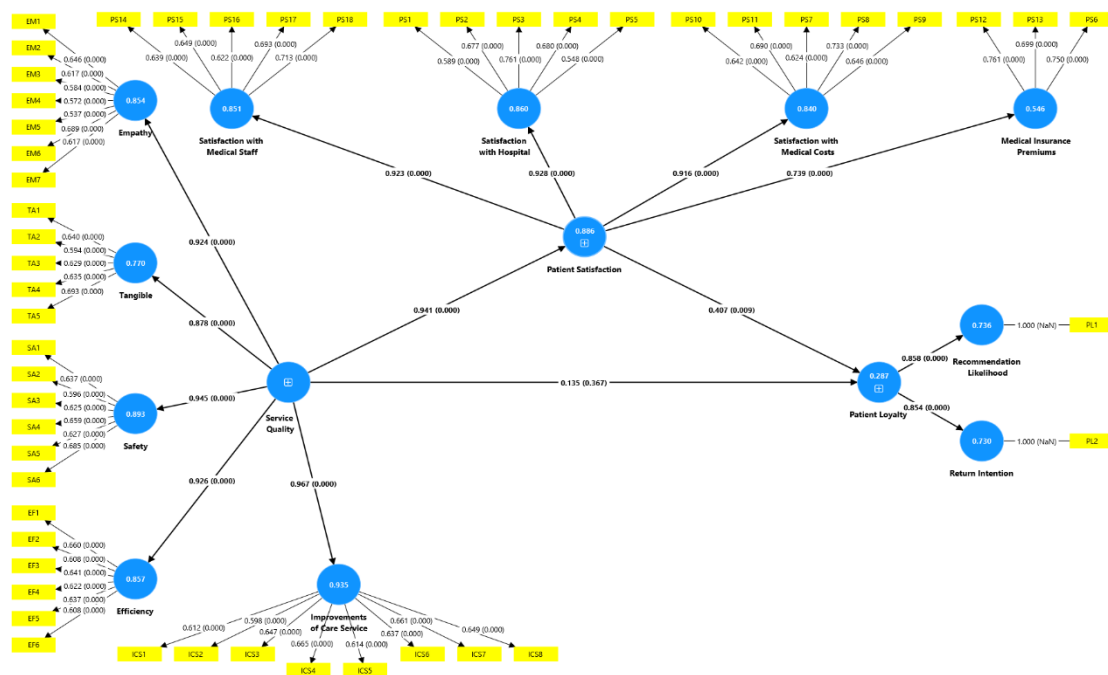 EM1
EM2
EM3
EM4
EM5
EM6
EM7
0.646 (0.000)
0.617 (0.000)
0.584 (0.000)
0.572 (0.000)
0.537 (0.000)
0.689 (0.000)
0.617 (0.000)
0.854
Empathy
PS14
PS15
PS16
PS17
PS18
0.639 (0.000)
0.649 (0.000)
0.622 (0.000)
0.693 (0.000)
0.713 (0.000)
0.851
Satisfaction with
Medical Staff
PS1
PS2
PS3
PS4
PS5
0.589 (0.000)
0.677 (0.000)
0.761 (0.000)
0.680 (0.000)
0.548 (0.000)
0.860
Satisfaction
with Hospital
PS10
PS11
PS7
PS8
PS9
0.642 (0.000)
0.690 (0.000)
0.624 (0.000)
0.733 (0.000)
0.646 (0.000)
0.840
Satisfaction with
Medical Costs
PS12
PS13
PS6
0.761 (0.000)
0.699 (0.000)
0.750 (0.000)
0.546
Medical Insurance
Premiums
0.923 (0.000)
0.928 (0.000)
0.916 (0.000)
0.739 (0.000)
0.886
Patient Satisfaction
TA1
TA2
TA3
TA4
TA5
0.640 (0.000)
0.594 (0.000)
0.629 (0.000)
0.635 (0.000)
0.693 (0.000)
0.770
Tangible
0.924 (0.000)
0.878 (0.000)
0.941 (0.000)
0.407 (0.009)
0.135 (0.367)
0.945 (0.000)
0.926 (0.000)
0.967 (0.000)
Service
Quality
SA1
SA2
SA3
SA4
SA5
SA6
0.637 (0.000)
0.596 (0.000)
0.625 (0.000)
0.659 (0.000)
0.627 (0.000)
0.685 (0.000)
0.893
Safety
0.287
Patient Loyalty
0.858 (0.000)
0.854 (0.000)
0.736
Recommendation
Likelihood
1.000 (NaN)
PL1
0.730
Return Intention
1.000 (NaN)
PL2
EF1
EF2
EF3
EF4
EF5
EF6
0.660 (0.000)
0.608 (0.000)
0.641 (0.000)
0.622 (0.000)
0.637 (0.000)
0.608 (0.000)
0.857
Efficiency
0.935
Improvements
of Care Service
0.612 (0.000)
0.598 (0.000)
0.647 (0.000)
0.665 (0.000)
0.614 (0.000)
0.637 (0.000)
0.661 (0.000)
0.649 (0.000)
ICS1
ICS2
ICS3
ICS4
ICS5
ICS6
ICS7
ICS8